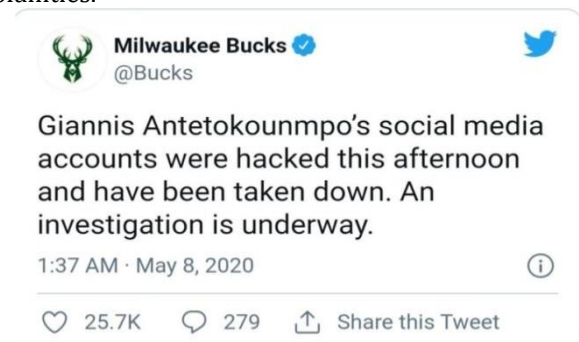 Milwaukee Bucks
@Bucks
Giannis Antetokounmpo's social media
accounts were hacked this afternoon
and have been taken down. An
investigation is underway.
1:37 AM · May 8, 2020
25.7K 279 Share this Tweet